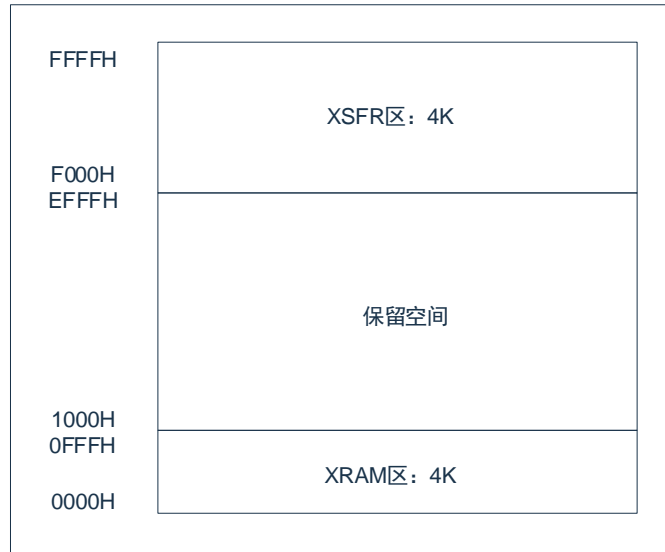 FFFFH
XSFR区：4K
F000H
EFFFH
保留空间
1000H
0FFFH
XRAM区：4K
0000H